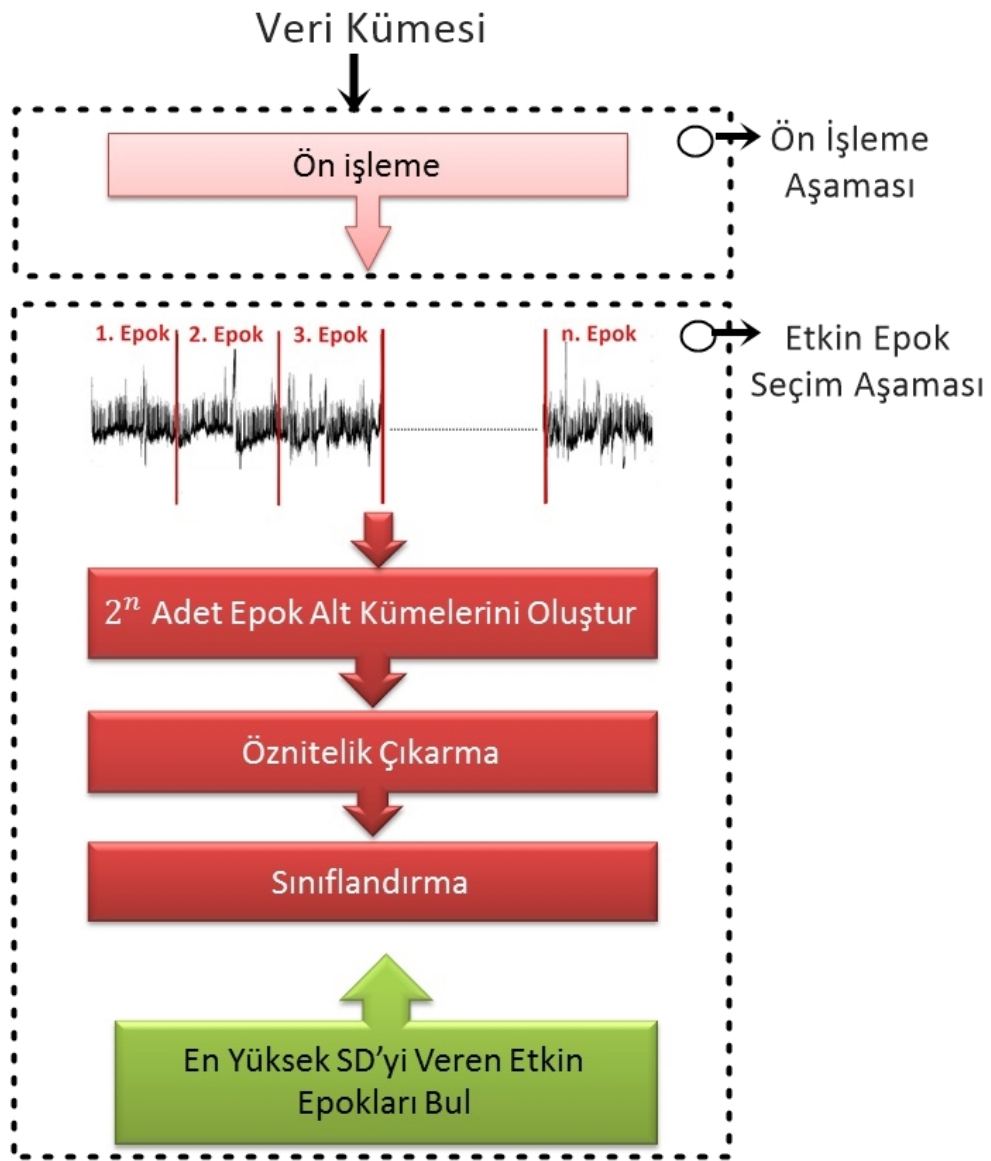 Veri Kümesi
Ön işleme
Ön İşleme
Aşaması
1. Epok
2. Epok
3. Epok
n. Epok
Etkin Epok
Seçim Aşaması
2ⁿ Adet Epok Alt Kümelerini Oluştur
Öznitelik Çıkarma
Sınıflandırma
En Yüksek SD’yi Veren Etkin
Epokları Bul